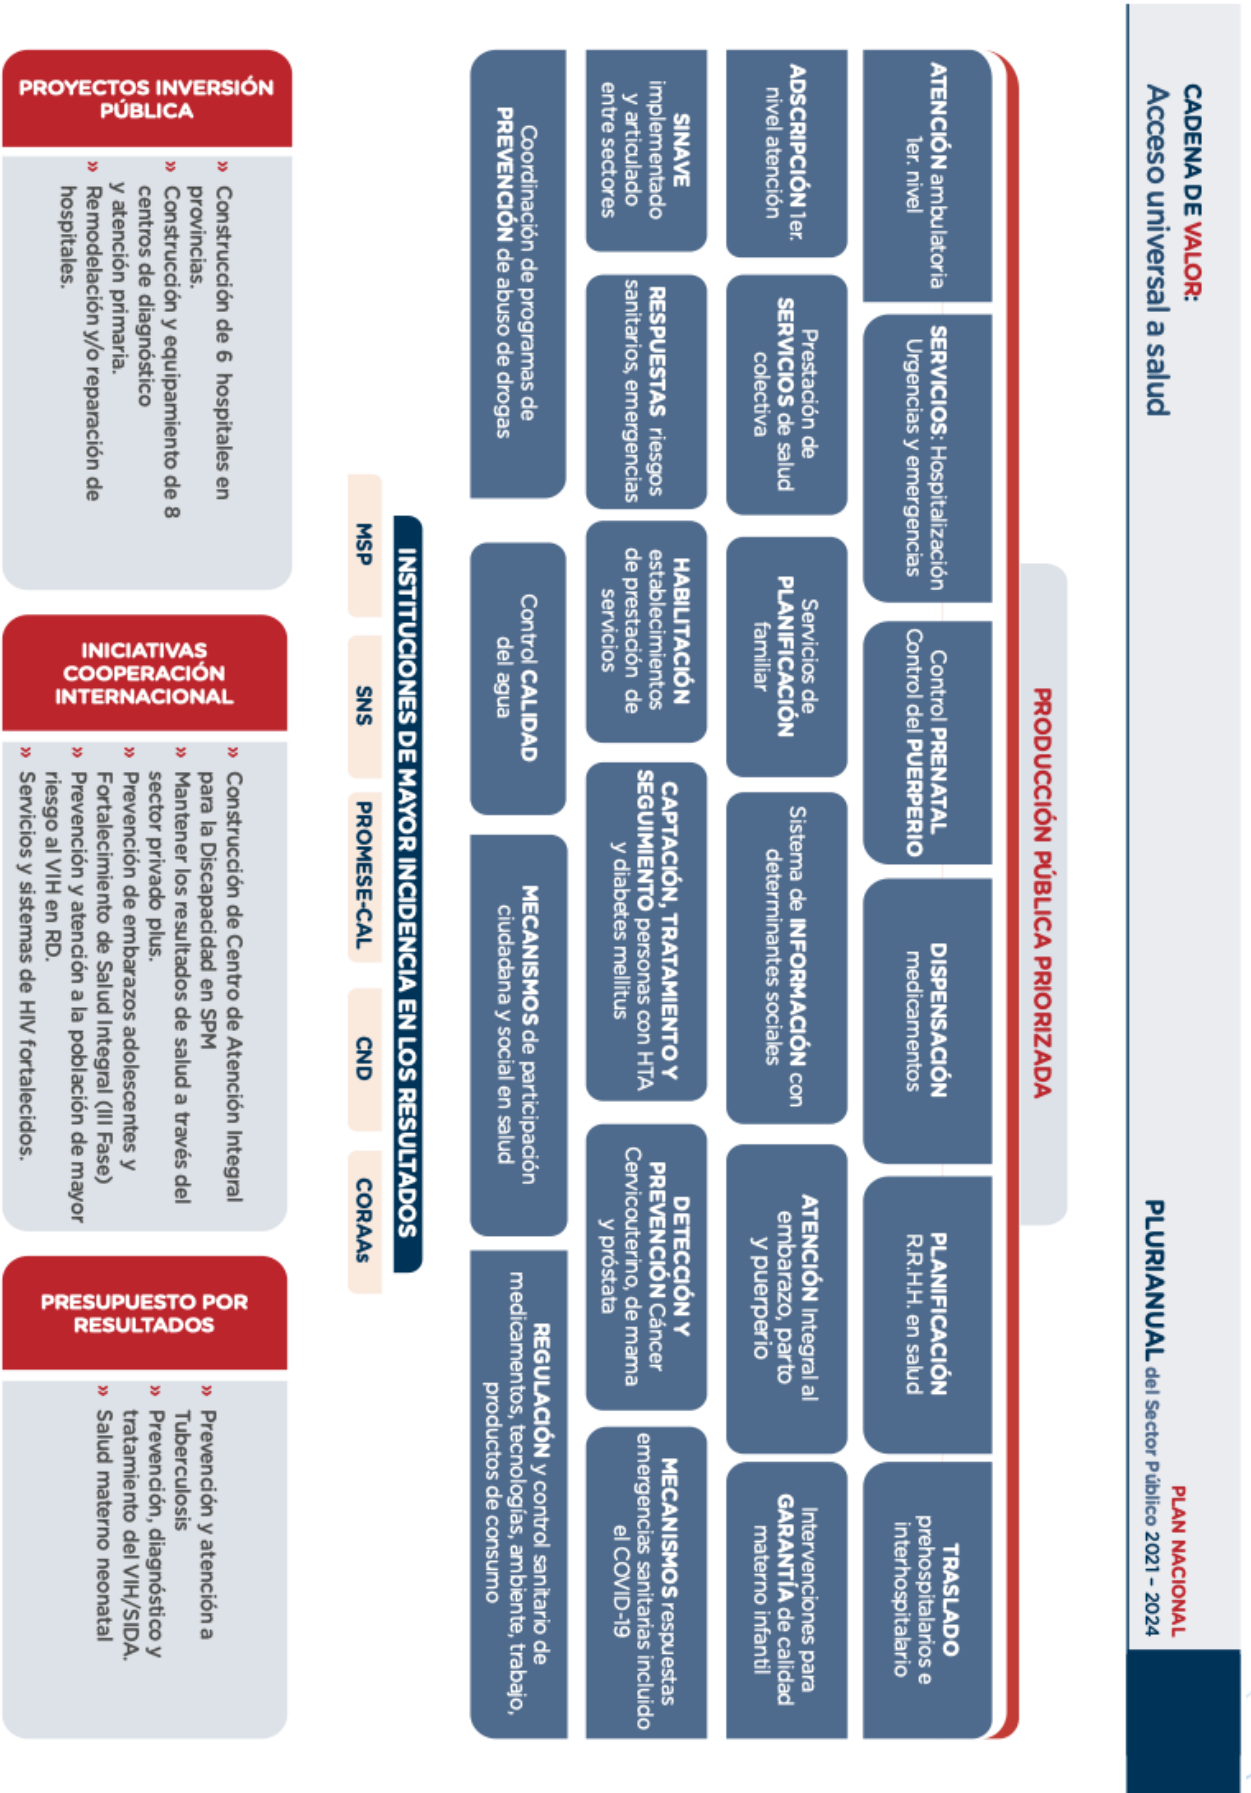 CADENA DE VALOR:
Acceso universal a salud
PLAN NACIONAL
PLURIANUAL del Sector Público 2021 - 2024
PRODUCCIÓN PÚBLICA PRIORIZADA
ATENCIÓN ambulatoria
1er. nivel
SERVICIOS: Hospitalización
Urgencias y emergencias
Control PRENATAL
Control del PUERPERIO
DISPENSACIÓN
medicamentos
PLANIFICACIÓN
R.R.H.H. en salud
TRASLADO
prehospitalarios e
interhospitalario
ADSCRIPCIÓN 1er.
nivel atención
Prestación de
SERVICIOS de salud
colectiva
Servicios de
PLANIFICACIÓN
familiar
Sistema de INFORMACIÓN con
determinantes sociales
ATENCIÓN Integral al
embarazo, parto
y puerperio
Intervenciones para
GARANTÍA de calidad
materno infantil
SINAVE
implementado
y articulado
entre sectores
RESPUESTAS riesgos
sanitarios, emergencias
HABILITACIÓN
establecimientos
de prestación de
servicios
CAPTACIÓN, TRATAMIENTO Y
SEGUIMIENTO personas con HTA
y diabetes mellitus
DETECCIÓN Y
PREVENCIÓN Cáncer
Cervicouterino, de mama
y próstata
MECANISMOS respuestas
emergencias sanitarias incluido
el COVID-19
Coordinación de programas de
PREVENCIÓN de abuso de drogas
Control CALIDAD
del agua
MECANISMOS de participación
ciudadana y social en salud
REGULACIÓN y control sanitario de
medicamentos, tecnologías, ambiente, trabajo,
productos de consumo
INSTITUCIONES DE MAYOR INCIDENCIA EN LOS RESULTADOS
MSP
SNS
PROMESE-CAL
CND
CORAAs
PROYECTOS INVERSIÓN
PÚBLICA
» Construcción de 6 hospitales en
provincias.
» Construcción y equipamiento de 8
centros de diagnóstico
y atención primaria.
» Remodelación y/o reparación de
hospitales.
INICIATIVAS
COOPERACIÓN
INTERNACIONAL
» Construcción de Centro de Atención Integral
para la Discapacidad en SPM
» Mantener los resultados de salud a través del
sector privado plus.
» Prevención de embarazos adolescentes y
Fortalecimiento de Salud Integral (III Fase)
» Prevención y atención a la población de mayor
riesgo al VIH en RD.
» Servicios y sistemas de HIV fortalecidos.
PRESUPUESTO POR
RESULTADOS
» Prevención y atención a
Tuberculosis
» Prevención, diagnóstico y
tratamiento del VIH/SIDA.
» Salud materno neonatal